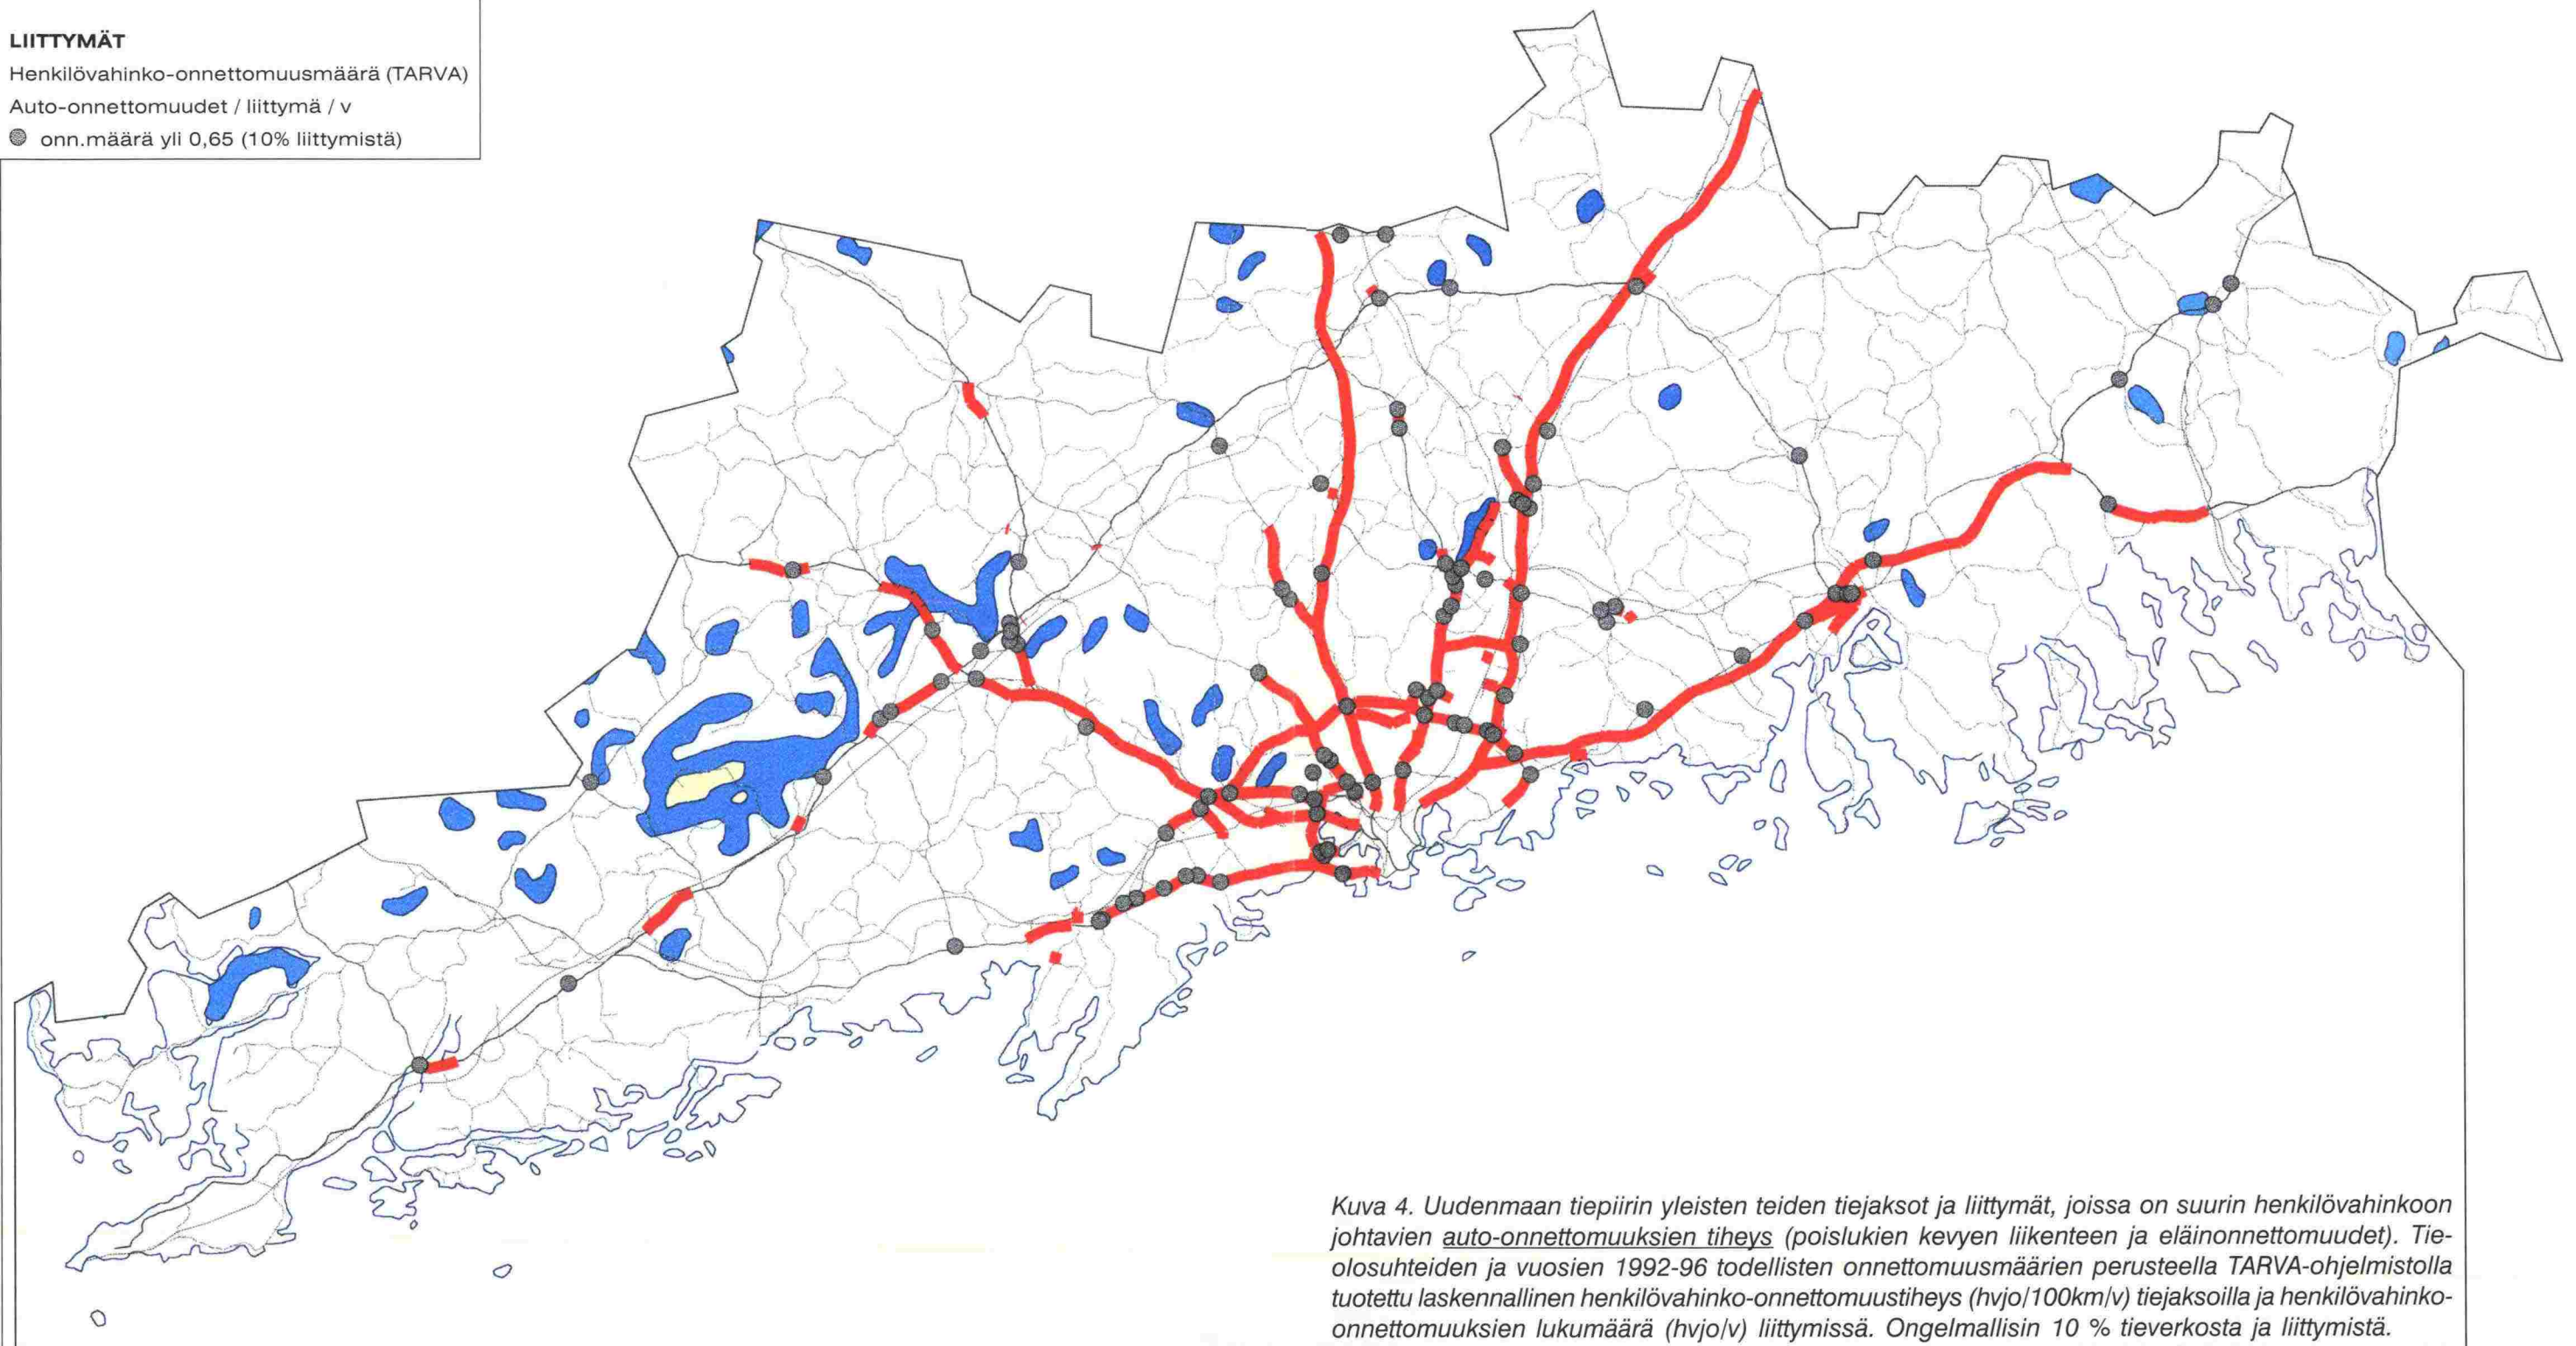 LIITTYMÄT
Henkilövahinko-onnettomuusmäärä (TARVA)
Auto-onnettomuudet / liittymä / v
onn.määrä yli 0,65 (10% liittymistä)
Kuva 4. Uudenmaan tiepiirin yleisten teiden tiejaksot ja liittymät, joissa on suurin henkilövahinkoon
johtavien auto-onnettomuuksien tiheys (poislukien kevyen liikenteen ja eläinonnettomuudet). Tie-
olosuhteiden ja vuosien 1992-96 todellisten onnettomuusmäärien perusteella TARVA-ohjelmistolla
tuotettu laskennallinen henkilövahinko-onnettomuustiheys (hvjo/100km/v) tiejaksoilla ja henkilövahinko-
onnettomuuksien lukumäärä (hvjo/v) liittymissä. Ongelmallisin 10 % tieverkosta ja liittymistä.